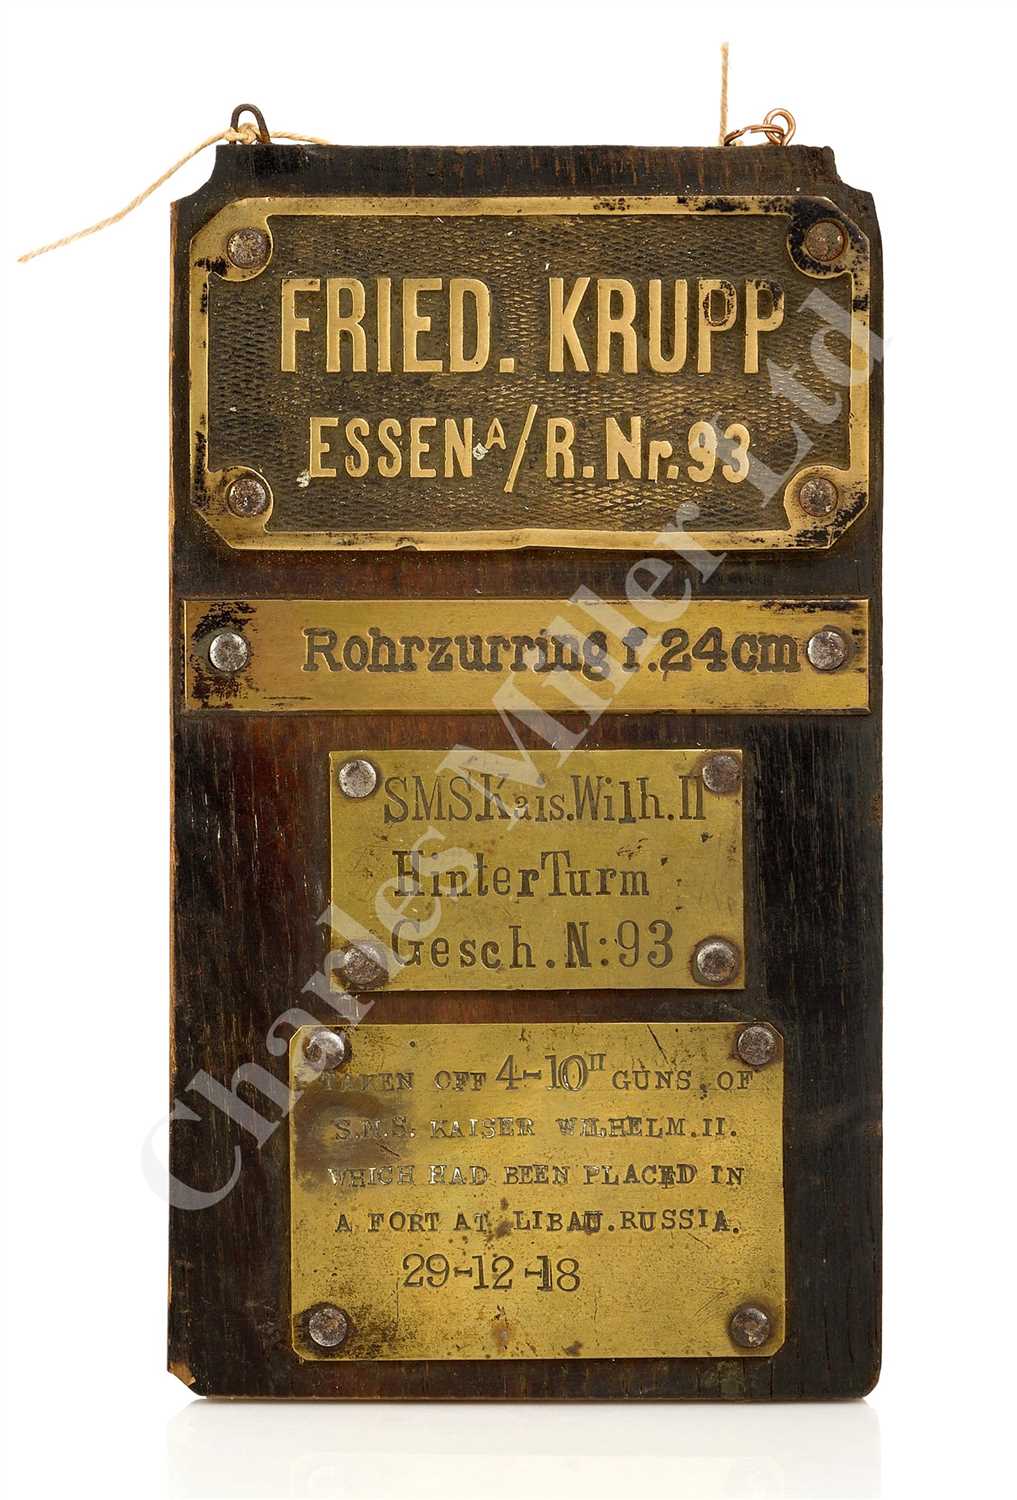 FRIED. KRUPP
ESSEN A/R. Nr. 93
Rohrzurring f. 24cm
SMS Kais. Wilh. II
Hinter Turm
Gesch. N: 93
TAKEN OFF 4-10" GUNS, OF
S.M.S. KAISER WILHELM. II.
WHICH HAD BEEN PLACED IN
A FORT AT LIBAU. RUSSIA.
29-12-18
Charles Miller Ltd